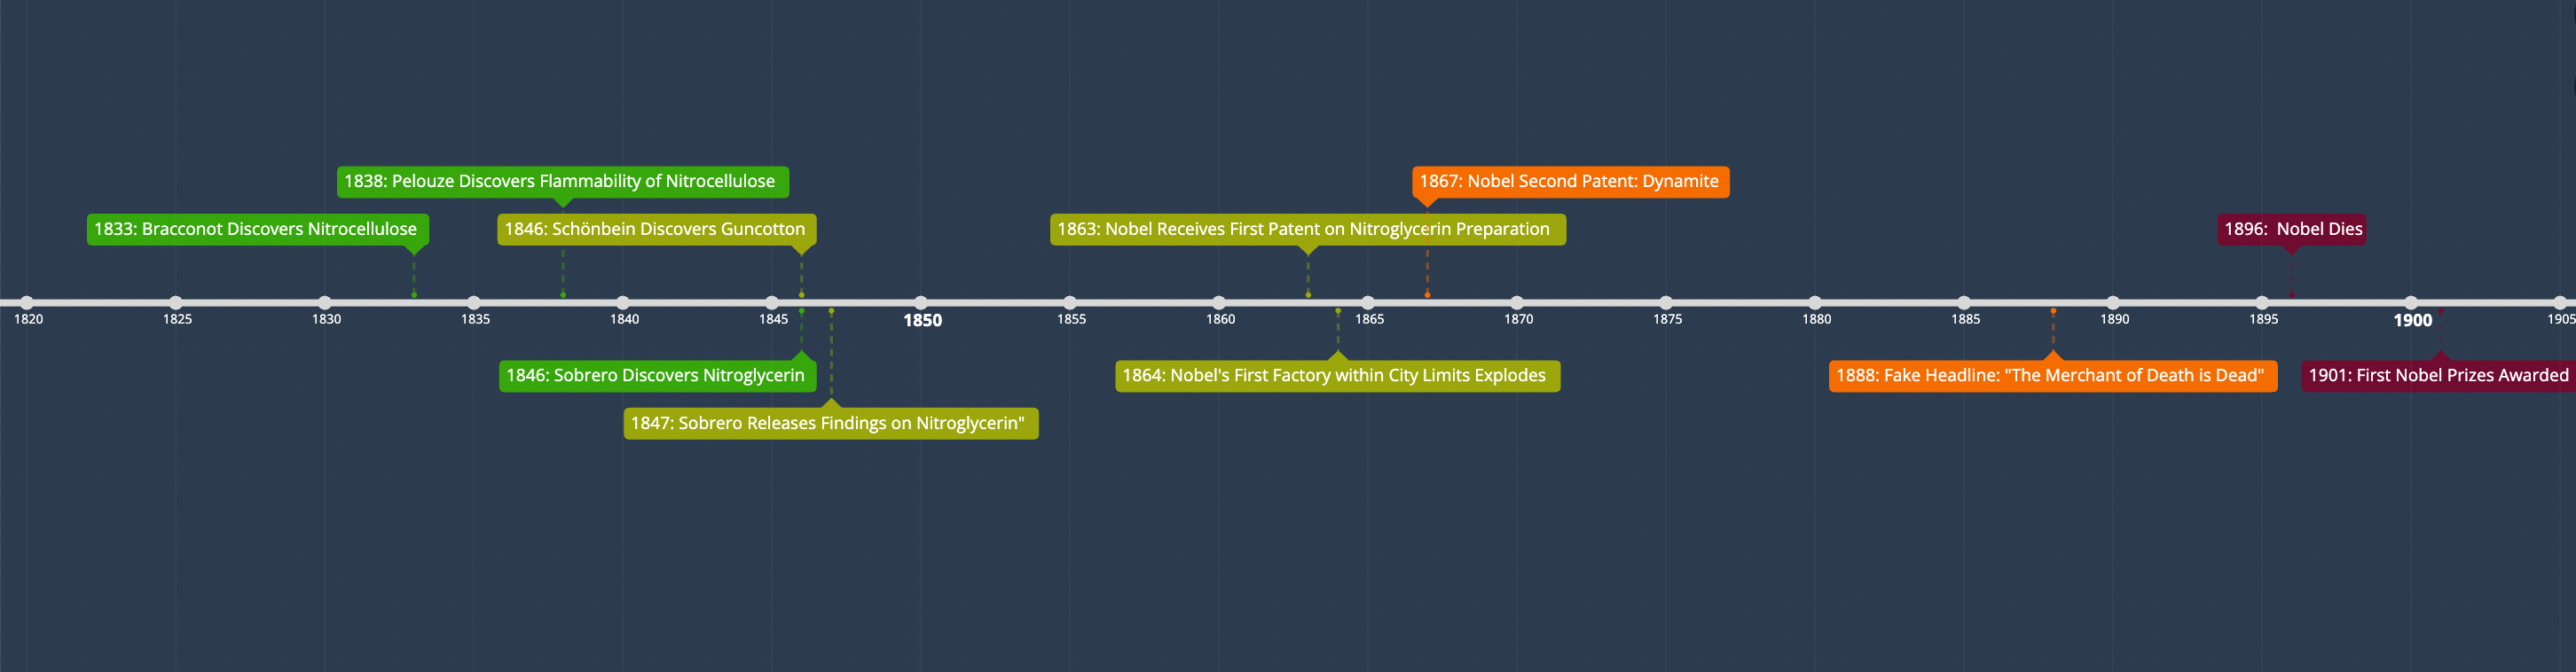 1838: Pelouze Discovers Flammability of Nitrocellulose
1867: Nobel Second Patent: Dynamite
1833: Bracconot Discovers Nitrocellulose
1846: Schönbein Discovers Guncotton
1863: Nobel Receives First Patent on Nitroglycerin Preparation
1896: Nobel Dies
1820 1825 1830 1835 1840 1845 1850 1855 1860 1865 1870 1875 1880 1885 1890 1895 1900 1905
1846: Sobrero Discovers Nitroglycerin
1864: Nobel's First Factory within City Limits Explodes
1888: Fake Headline: "The Merchant of Death is Dead"
1901: First Nobel Prizes Awarded
1847: Sobrero Releases Findings on Nitroglycerin"